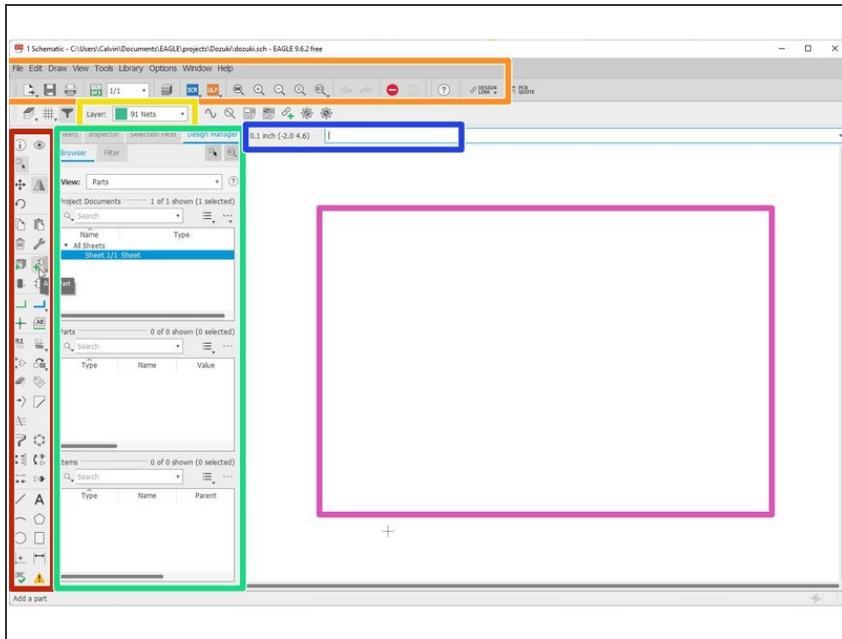 1 Schematic - C:\Users\Calvin\Documents\EAGLE\projects\Dozuki\dozuki.sch - EAGLE 9.6.2 free
File Edit Draw View Tools Library Options Window Help
1/1 SCR ULP DESIGN LINK PCB QUOTE
Layer: 91 Nets
Inspector Selection Filter Design Manager 0.1 inch (-2.0 4.6)
Browser Filter
View: Parts
Project Documents 1 of 1 shown (1 selected)
Search
Name Type
All Sheets
Sheet 1/1 Sheet
Parts 0 of 0 shown (0 selected)
Search
Type Name Value
Items 0 of 0 shown (0 selected)
Search
Type Name Parent
Add a part